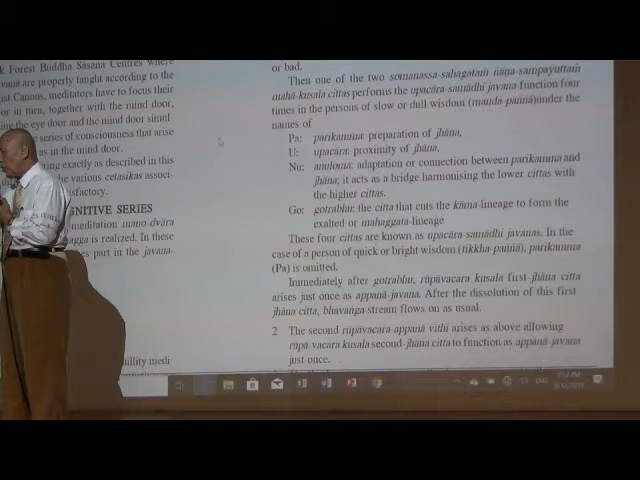 k Forest Buddha Sāsana Centres where
vanā are properly taught according to the
ist Canons, meditators have to focus their
or in turn, together with the mind door,
ing the eye door and the mind door simul
e series of consciousness that arise
as in the mind door.
ing exactly as described in this
the various cetasikas associ-
isfactory.
GNITIVE SERIES
meditation mano-dvāra
agga is realized. In these
es part in the javana-
illity medi-
or bad.
Then one of the two somanassa-sahagataṁ ñāṇa-sampayuttaṁ
mahā-kusala cittas performs the upacāra-samādhi javana function four
times in the persons of slow or dull wisdom (manda-paññā)under the
names of
Pa: parikamma: preparation of jhāna,
U: upacāra: proximity of jhāna,
Nu: anuloma: adaptation or connection between parikamma and
jhāna; it acts as a bridge harmonising the lower cittas with
the higher cittas.
Go: gotrabhu: the citta that cuts the kāma-lineage to form the
exalted or mahaggata-lineage
These four cittas are known as upacāra-samādhi javanas. In the
case of a person of quick or bright wisdom (tikkha-paññā), parikamma
(Pa) is omitted.
Immediately after gotrabhu, rūpāvacara kusala first-jhāna citta
arises just once as appanā-javana. After the dissolution of this first
jhāna citta, bhavaṅga-stream flows on as usual.
2 The second rūpāvacara appanā vithi arises as above allowing
rūpā-vacara kusala second-jhāna citta to function as appānā-javana
just once.
ENG